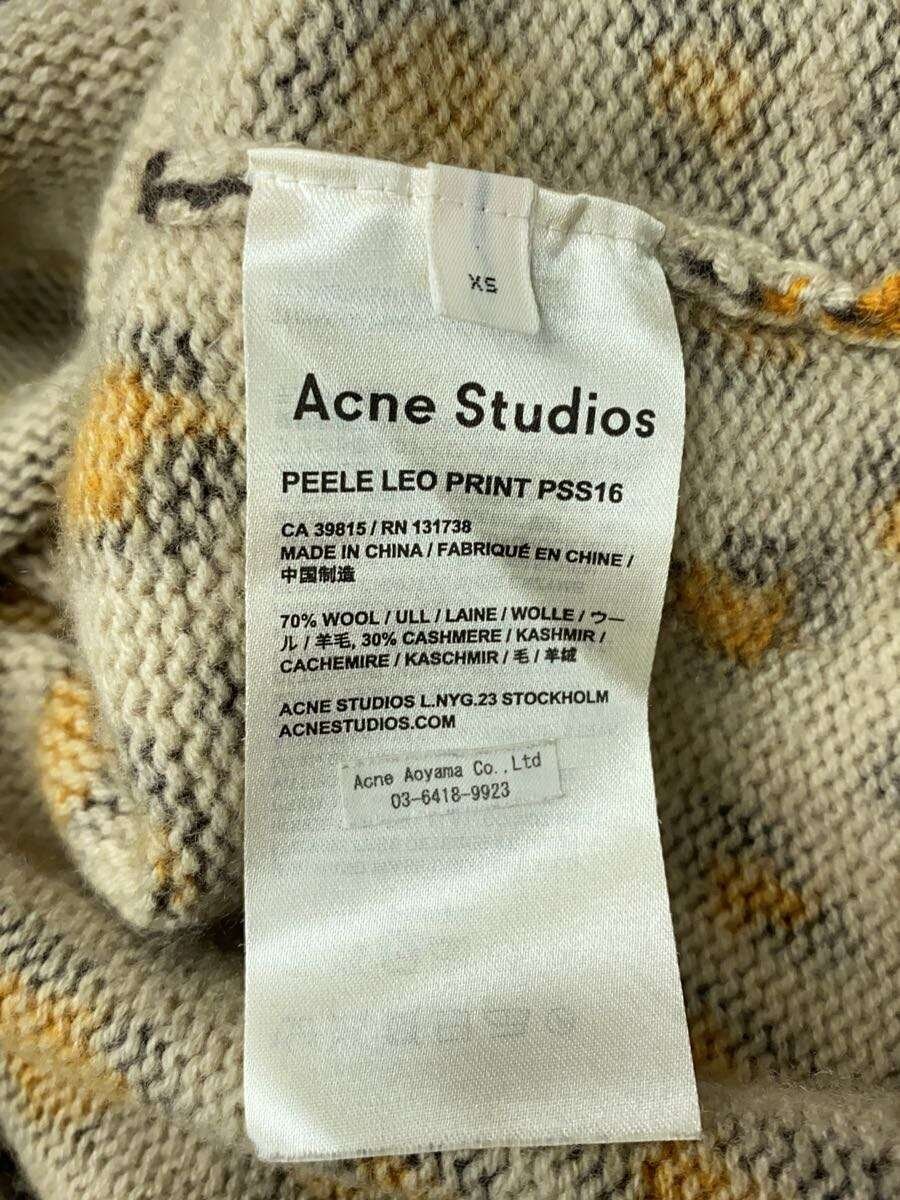 XS
Acne Studios
PEELE LEO PRINT PSS16
CA 39815 / RN 131738
MADE IN CHINA / FABRIQUÉ EN CHINE /
中国制造
70% WOOL / ULL / LAINE / WOLLE / ウー
ル / 羊毛, 30% CASHMERE / KASHMIR /
CACHEMIRE / KASCHMIR / 毛 / 羊绒
ACNE STUDIOS L.NYG.23 STOCKHOLM
ACNESTUDIOS.COM
Acne Aoyama Co.,Ltd
03-6418-9923